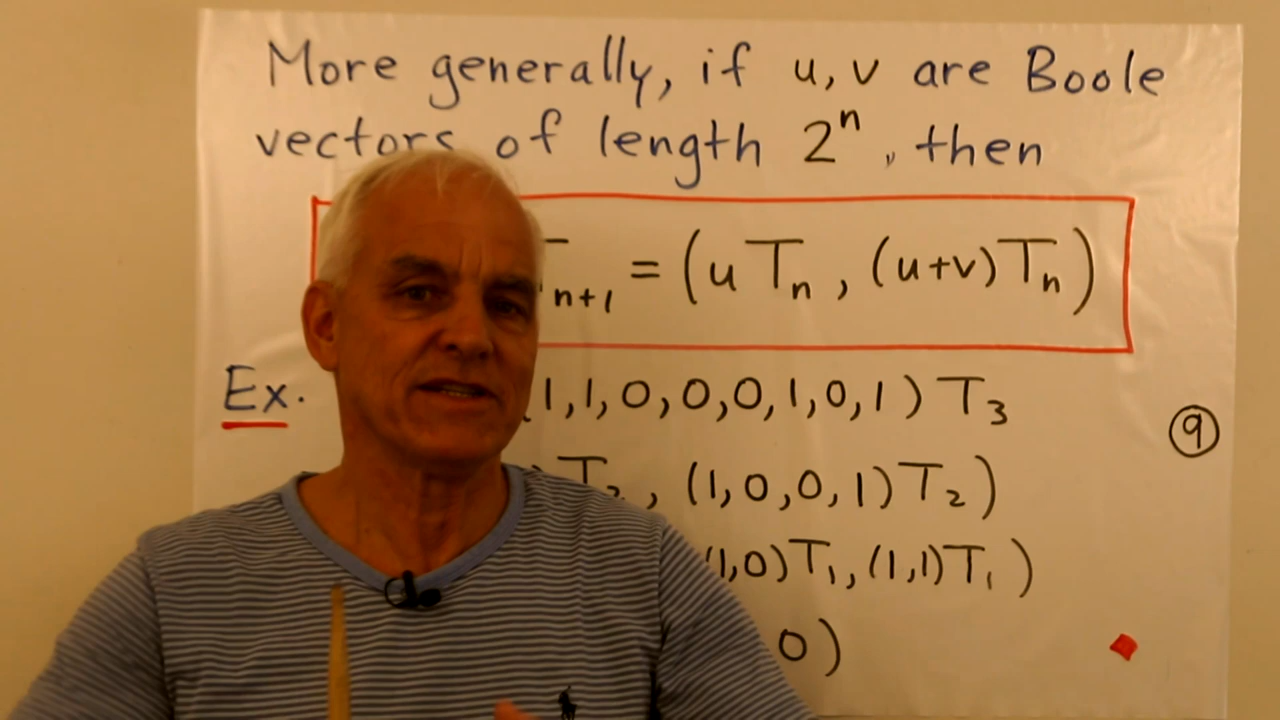 More generally, if u, v are Boole
vectors of length 2ⁿ, then
Tₙ₊₁ = (u Tₙ, (u+v)Tₙ)
Ex. 1,1,0,0,0,1,0,1) T₃
) T₂, (1,0,0,1)T₂)
(1,0)T₁, (1,1)T₁)
0)
9